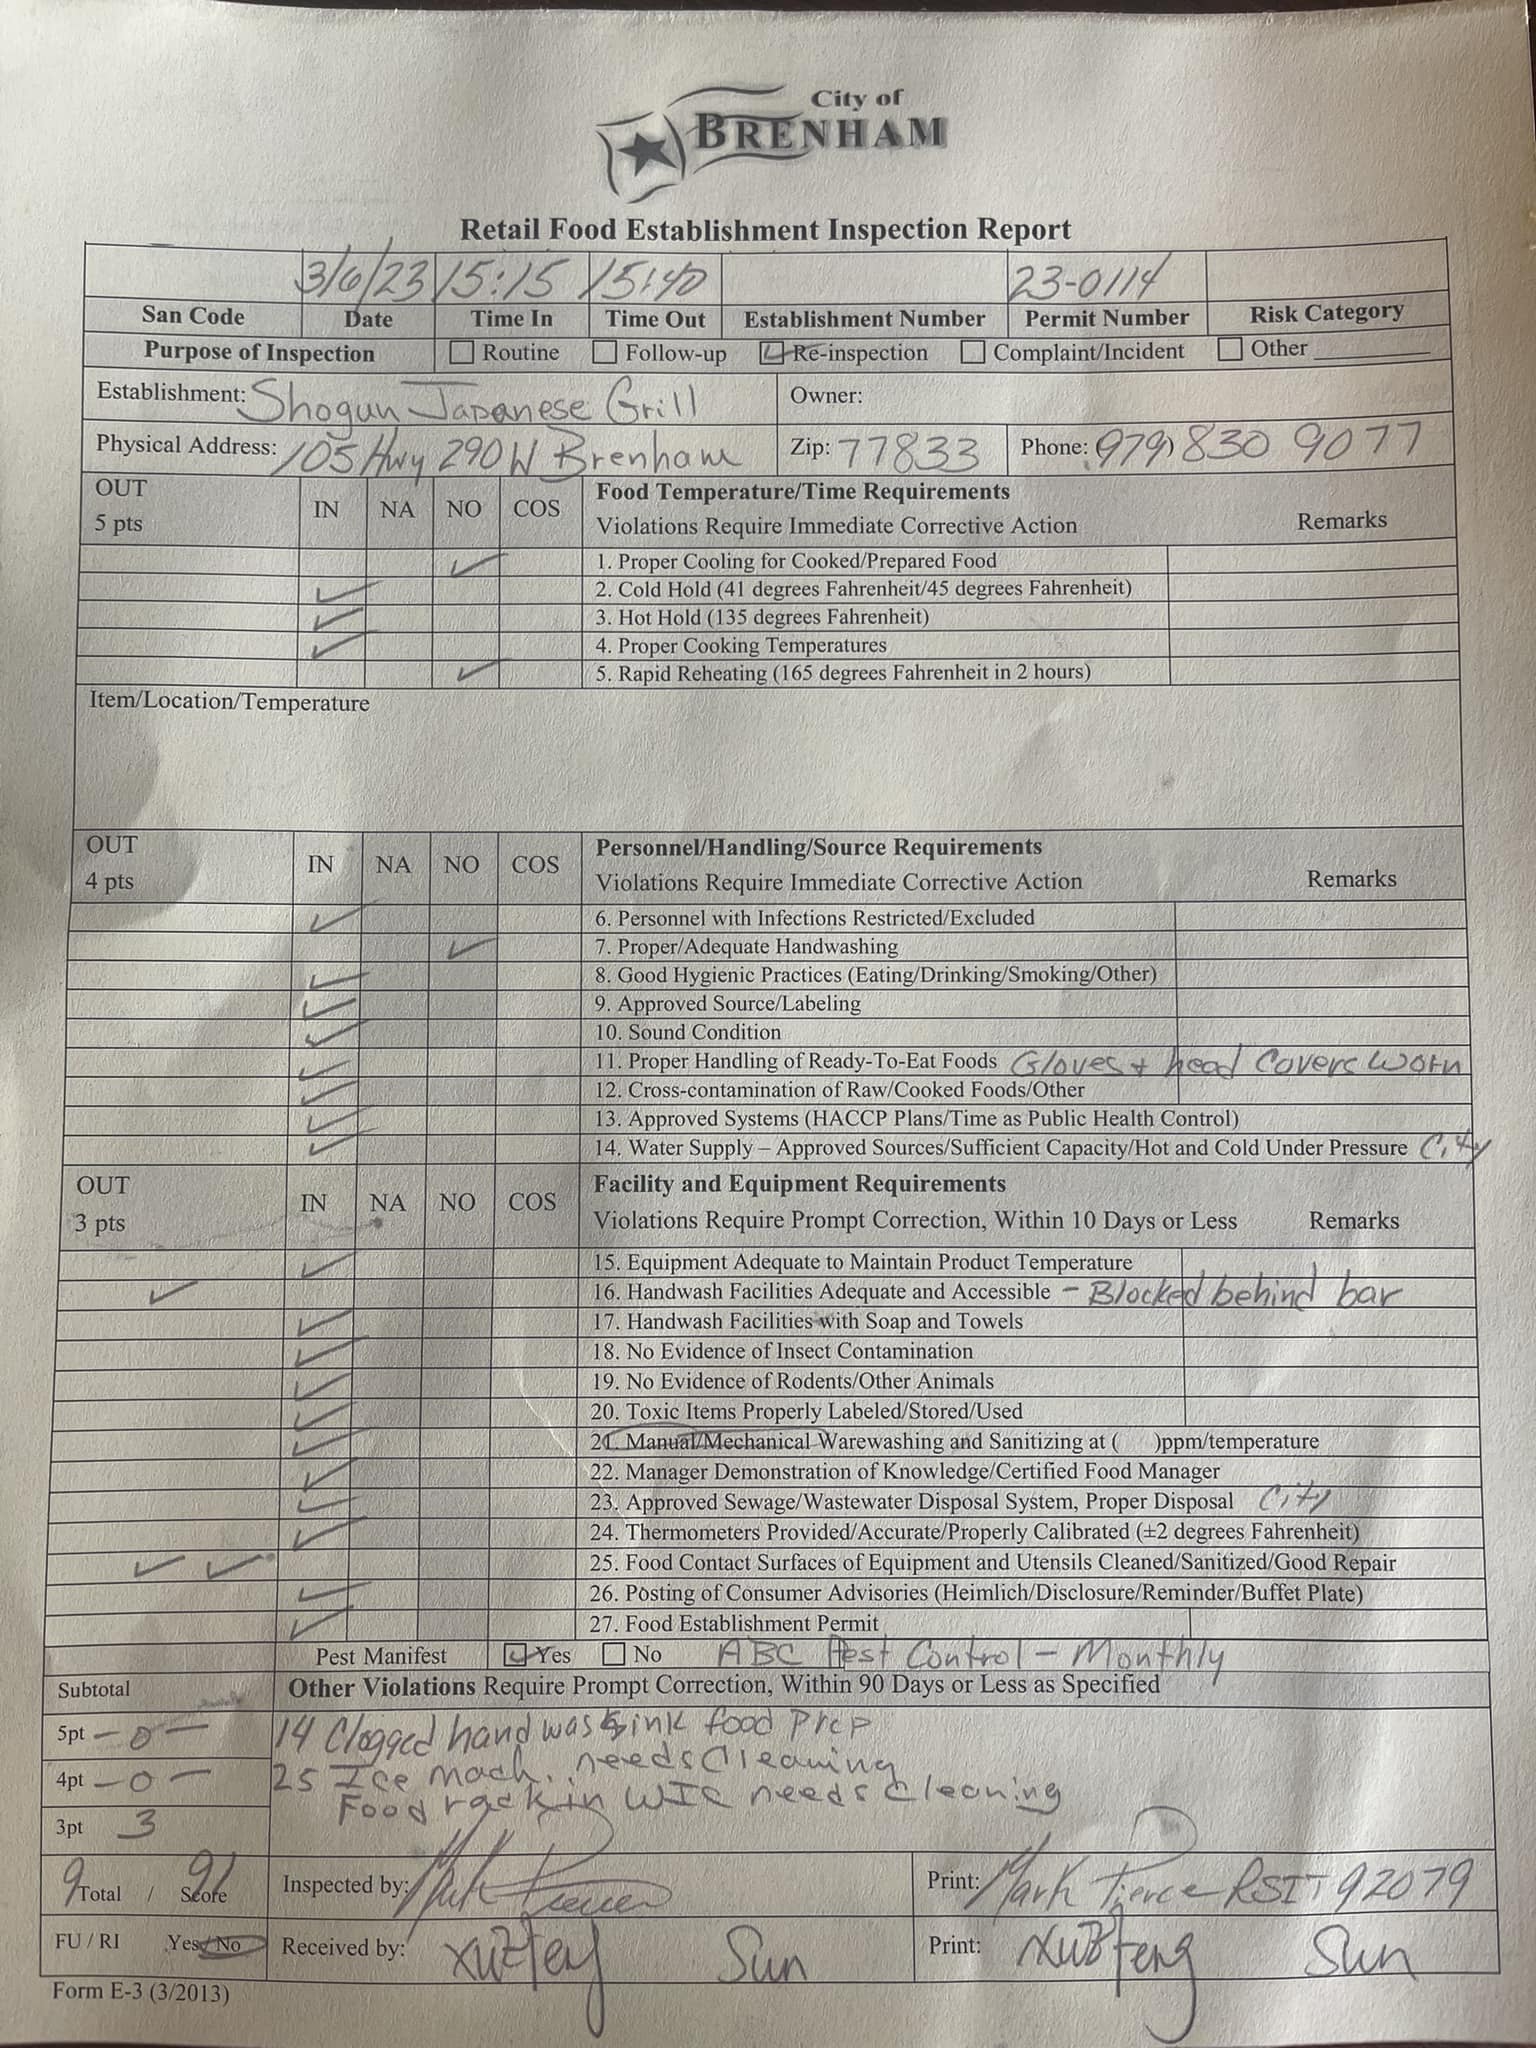 City of
BRENHAM
Retail Food Establishment Inspection Report
3/6/23 15:15 15:40 23-0114
San Code Date Time In Time Out Establishment Number Permit Number Risk Category
Purpose of Inspection Routine Follow-up Re-inspection Complaint/Incident Other
Establishment: Shogun Japanese Grill Owner:
Physical Address: 105 Hwy 290 W Brenham Zip: 77833 Phone: (979) 830 9077
OUT 5 pts IN NA NO COS Food Temperature/Time Requirements
Violations Require Immediate Corrective Action Remarks
1. Proper Cooling for Cooked/Prepared Food
2. Cold Hold (41 degrees Fahrenheit/45 degrees Fahrenheit)
3. Hot Hold (135 degrees Fahrenheit)
4. Proper Cooking Temperatures
5. Rapid Reheating (165 degrees Fahrenheit in 2 hours)
Item/Location/Temperature
OUT 4 pts IN NA NO COS Personnel/Handling/Source Requirements
Violations Require Immediate Corrective Action Remarks
6. Personnel with Infections Restricted/Excluded
7. Proper/Adequate Handwashing
8. Good Hygienic Practices (Eating/Drinking/Smoking/Other)
9. Approved Source/Labeling
10. Sound Condition
11. Proper Handling of Ready-To-Eat Foods Gloves + head covers worn
12. Cross-contamination of Raw/Cooked Foods/Other
13. Approved Systems (HACCP Plans/Time as Public Health Control)
14. Water Supply – Approved Sources/Sufficient Capacity/Hot and Cold Under Pressure City
OUT 3 pts IN NA NO COS Facility and Equipment Requirements
Violations Require Prompt Correction, Within 10 Days or Less Remarks
15. Equipment Adequate to Maintain Product Temperature
16. Handwash Facilities Adequate and Accessible - Blocked behind bar
17. Handwash Facilities with Soap and Towels
18. No Evidence of Insect Contamination
19. No Evidence of Rodents/Other Animals
20. Toxic Items Properly Labeled/Stored/Used
21. Manual/Mechanical Warewashing and Sanitizing at ( )ppm/temperature
22. Manager Demonstration of Knowledge/Certified Food Manager
23. Approved Sewage/Wastewater Disposal System, Proper Disposal City
24. Thermometers Provided/Accurate/Properly Calibrated (±2 degrees Fahrenheit)
25. Food Contact Surfaces of Equipment and Utensils Cleaned/Sanitized/Good Repair
26. Posting of Consumer Advisories (Heimlich/Disclosure/Reminder/Buffet Plate)
27. Food Establishment Permit
Pest Manifest Yes No ABC Pest Control - Monthly
Subtotal Other Violations Require Prompt Correction, Within 90 Days or Less as Specified
5pt - 0 - 14 Clogged hand wash sink food prep
4pt - 0 - 25 Ice mach. needs cleaning
Food rack in WIC needs cleaning
3pt 3
9 Total / 91 Score Inspected by: Mark Pierce Print: Mark Pierce RSIT 92079
FU / RI Yes/No Received by: Sun Print: Sun
Form E-3 (3/2013)